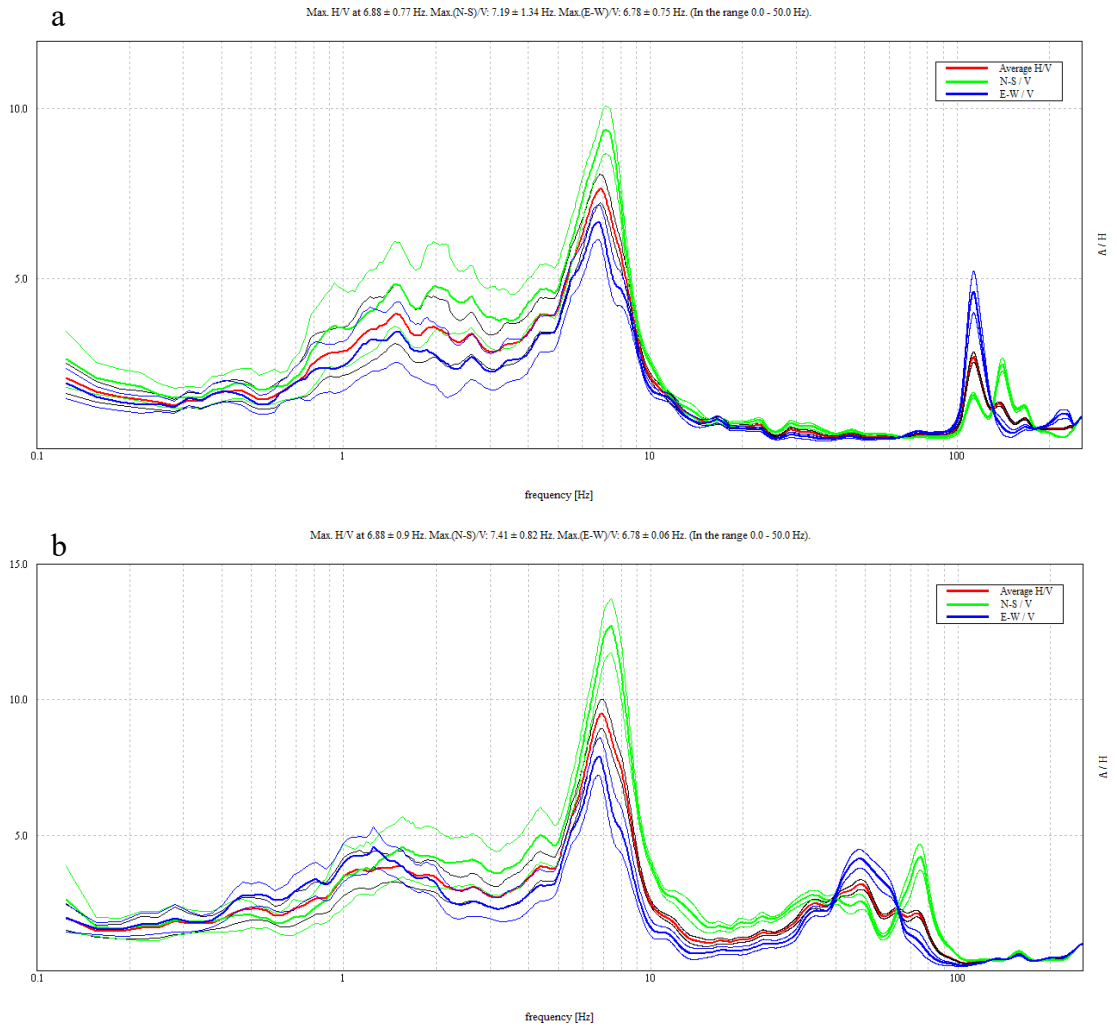 a
Max. H/V at 6.88 ± 0.77 Hz. Max.(N-S)/V: 7.19 ± 1.34 Hz. Max.(E-W)/V: 6.78 ± 0.75 Hz. (In the range 0.0 - 50.0 Hz).
Average H/V
N-S / V
E-W / V
10.0
5.0
H / V
0.1 1 10 100
frequency [Hz]
b
Max. H/V at 6.88 ± 0.9 Hz. Max.(N-S)/V: 7.41 ± 0.82 Hz. Max.(E-W)/V: 6.78 ± 0.06 Hz. (In the range 0.0 - 50.0 Hz).
15.0
Average H/V
N-S / V
E-W / V
10.0
5.0
H / V
0.1 1 10 100
frequency [Hz]